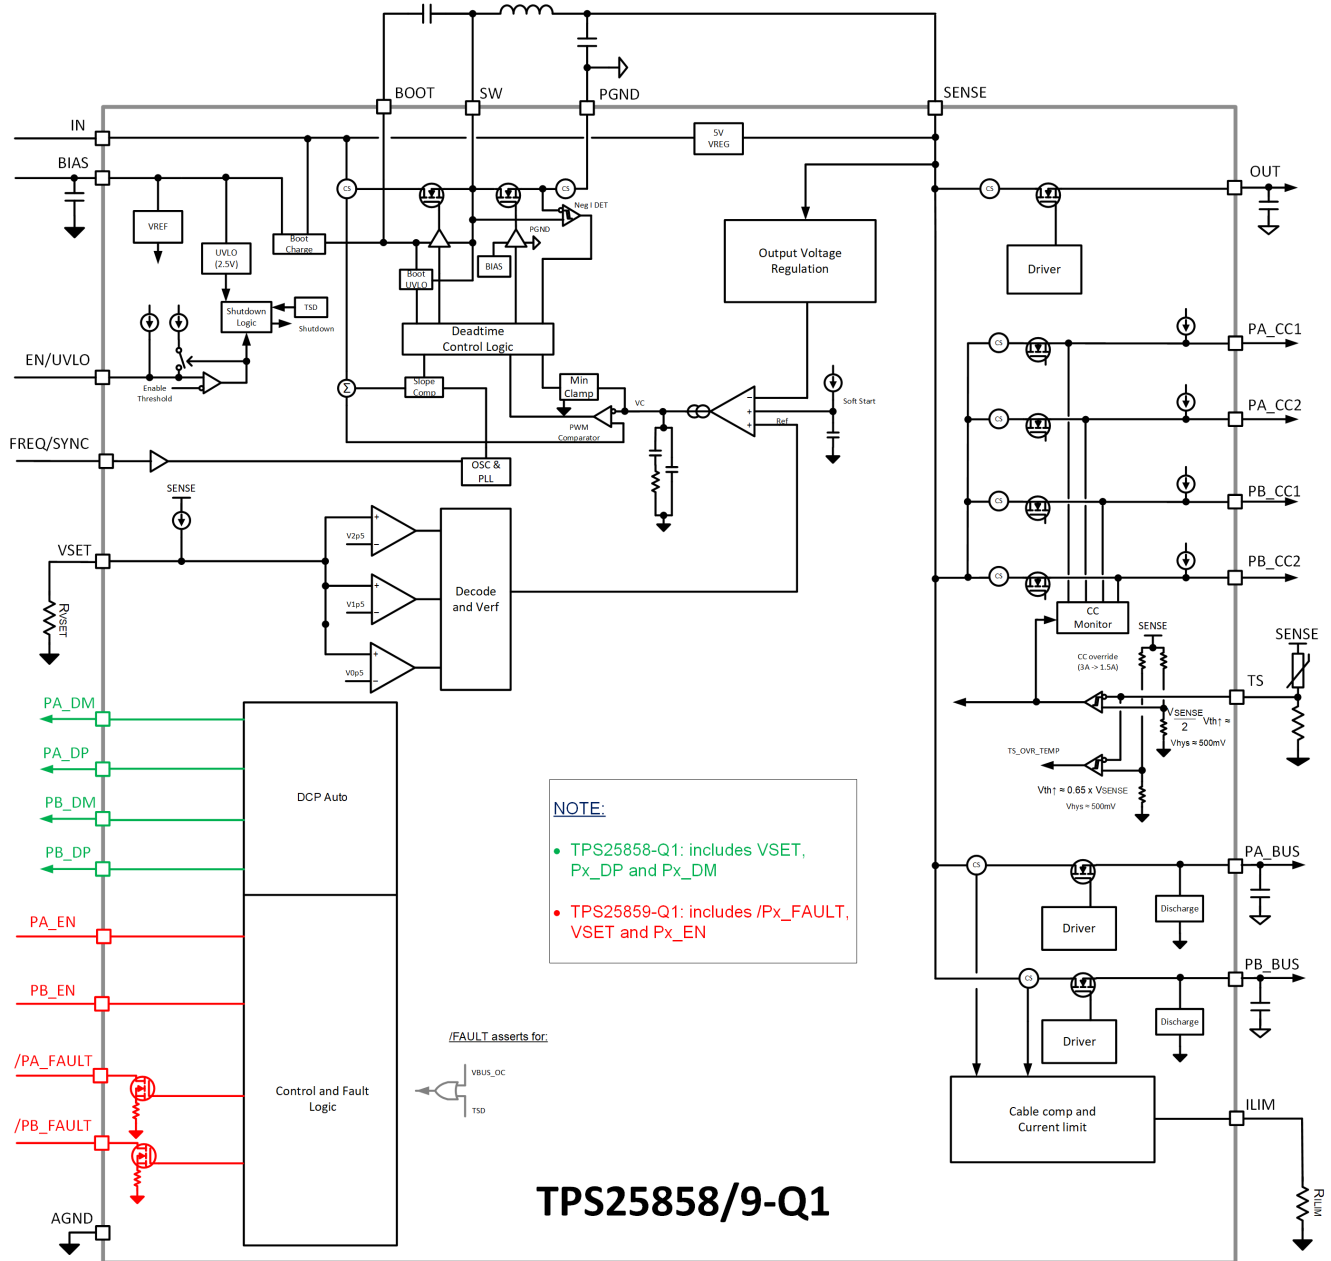 BOOT
SW
PGND
SENSE
IN
5V
VREG
BIAS
CS
CS
CS
OUT
Neg I DET
VREF
UVLO
(2.5V)
Boot
Charge
PGND
BIAS
Boot
UVLO
Output Voltage
Regulation
Driver
TSD
Shutdown
Logic
Shutdown
Deadtime
Control Logic
EN/UVLO
Enable
Threshold
Σ
Slope
Comp
Min
Clamp
VC
PWM
Comparator
Soft Start
Ref
−
+
+
CS
PA_CC1
CS
PA_CC2
FREQ/SYNC
OSC &
PLL
CS
PB_CC1
SENSE
VSET
RVSET
+
V2p5
−
+
V1p5
−
+
V0p5
−
Decode
and Verf
CS
PB_CC2
CC
Monitor
SENSE
SENSE
CC override
(3A -> 1.5A)
TS
VSENSE
2
Vth↑ ≈
Vhys ≈ 500mV
TS_OVR_TEMP
Vth↑ ≈ 0.65 x VSENSE
Vhys ≈ 500mV
PA_DM
PA_DP
PB_DM
PB_DP
DCP Auto
NOTE:
• TPS25858-Q1: includes VSET,
Px_DP and Px_DM
• TPS25859-Q1: includes /Px_FAULT,
VSET and Px_EN
CS
PA_BUS
Driver
Discharge
CS
PB_BUS
Driver
Discharge
PA_EN
PB_EN
/PA_FAULT
/PB_FAULT
Control and Fault
Logic
/FAULT asserts for:
VBUS_OC
TSD
Cable comp and
Current limit
ILIM
RILIM
AGND
TPS25858/9-Q1